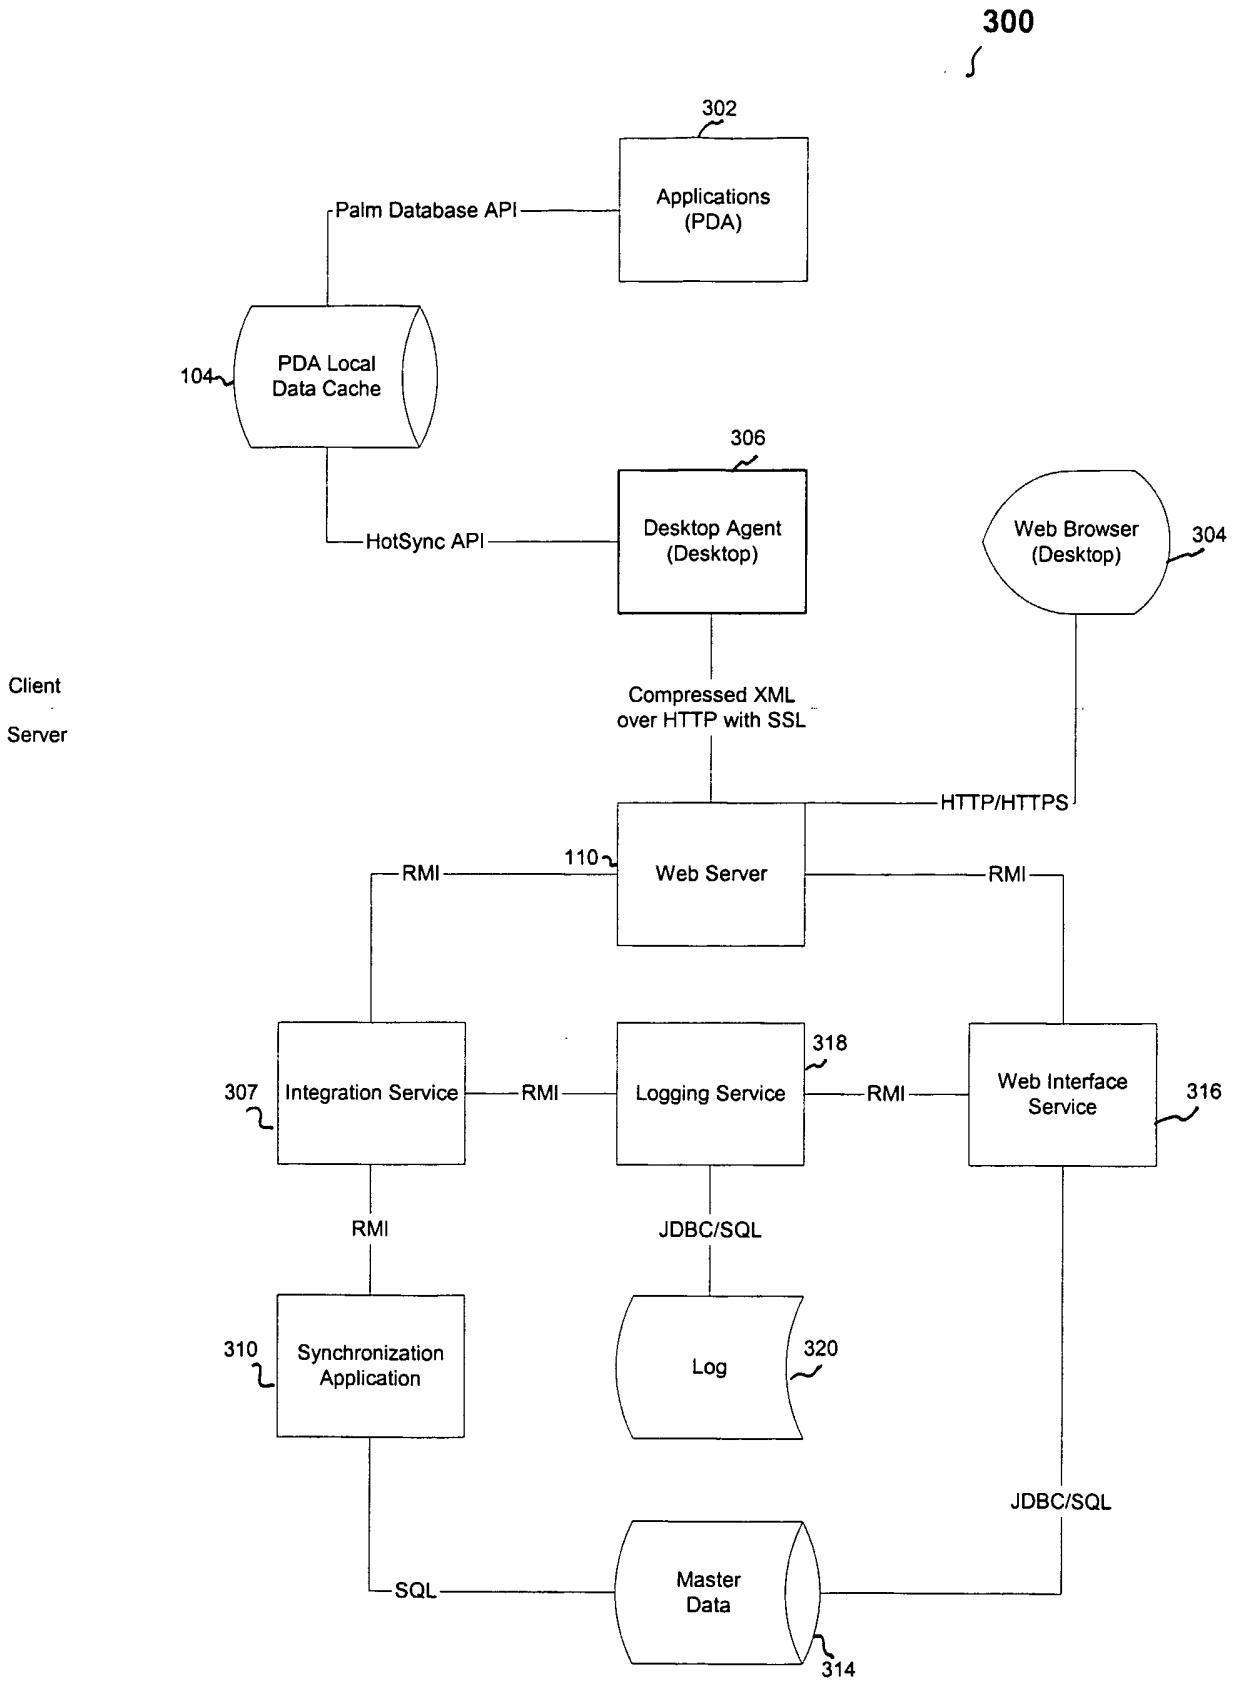 300
302
Applications
(PDA)
Palm Database API
PDA Local
Data Cache
104
306
Desktop Agent
(Desktop)
HotSync API
Web Browser
(Desktop)
304
Client
Server
Compressed XML
over HTTP with SSL
HTTP/HTTPS
110
Web Server
RMI
RMI
307
Integration Service
RMI
Logging Service
318
RMI
Web Interface
Service
316
RMI
JDBC/SQL
310
Synchronization
Application
Log
320
JDBC/SQL
SQL
Master
Data
314